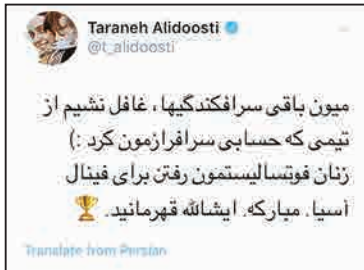 Taraneh Alidoosti
@t_alidoosti
میون باقی سرافکندگیها، غافل نشیم از
تیمی که حسابی سرافرازمون کرد :)
زنان فوتسالیستمون رفتن برای فینال
آسیا. مبارکه. ایشالله قهرمانید. 🏆
Translate from Persian